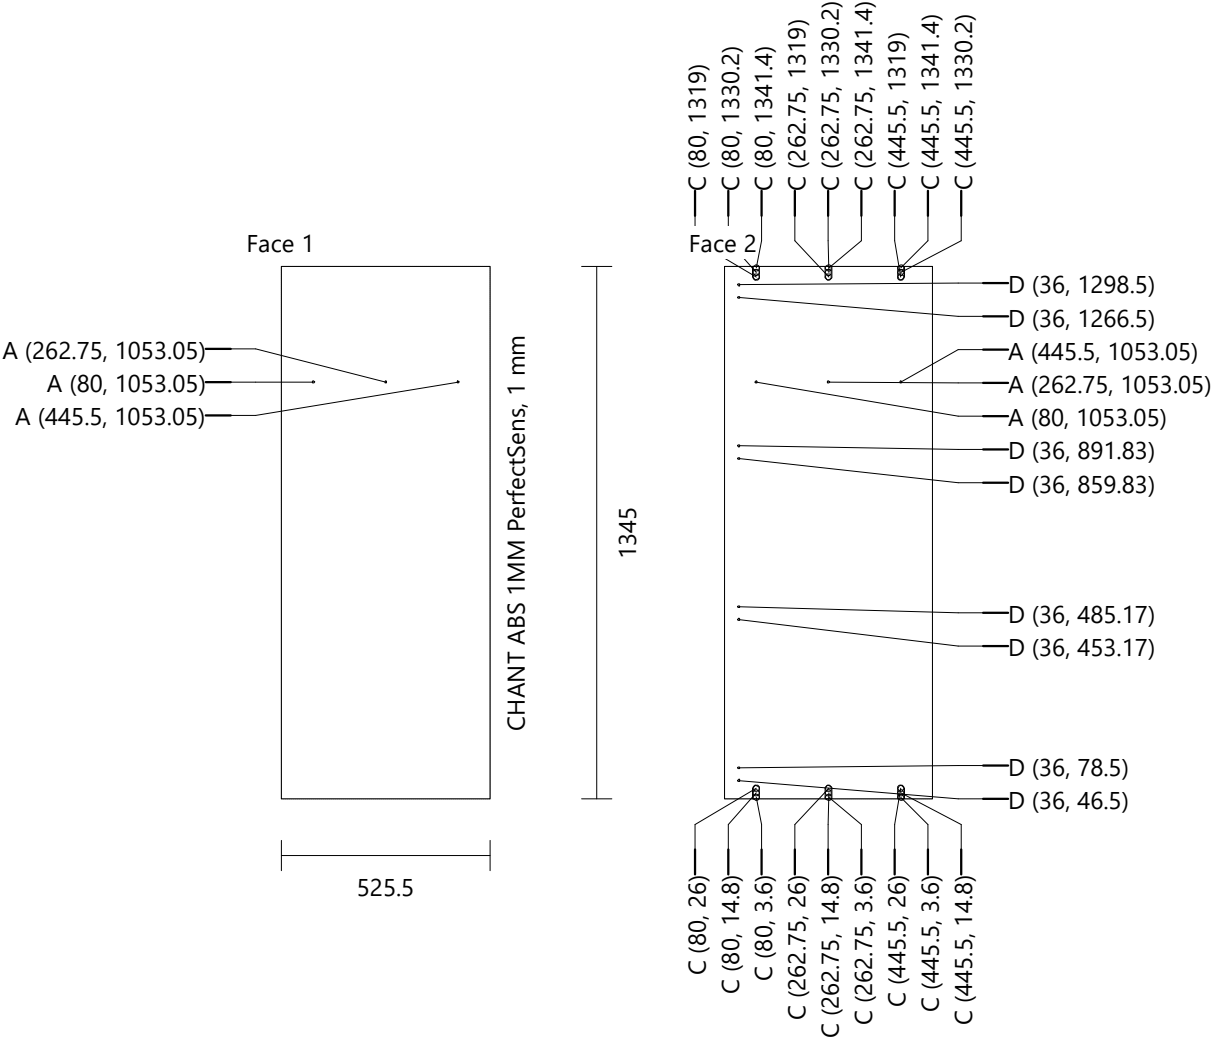 C (80, 1319)
C (80, 1330.2)
C (80, 1341.4)
C (262.75, 1319)
C (262.75, 1330.2)
C (262.75, 1341.4)
C (445.5, 1319)
C (445.5, 1341.4)
C (445.5, 1330.2)
Face 1
Face 2
A (262.75, 1053.05)
A (80, 1053.05)
A (445.5, 1053.05)
CHANT ABS 1MM PerfectSens, 1 mm
1345
525.5
D (36, 1298.5)
D (36, 1266.5)
A (445.5, 1053.05)
A (262.75, 1053.05)
A (80, 1053.05)
D (36, 891.83)
D (36, 859.83)
D (36, 485.17)
D (36, 453.17)
D (36, 78.5)
D (36, 46.5)
C (80, 26)
C (80, 14.8)
C (80, 3.6)
C (262.75, 26)
C (262.75, 14.8)
C (262.75, 3.6)
C (445.5, 26)
C (445.5, 3.6)
C (445.5, 14.8)